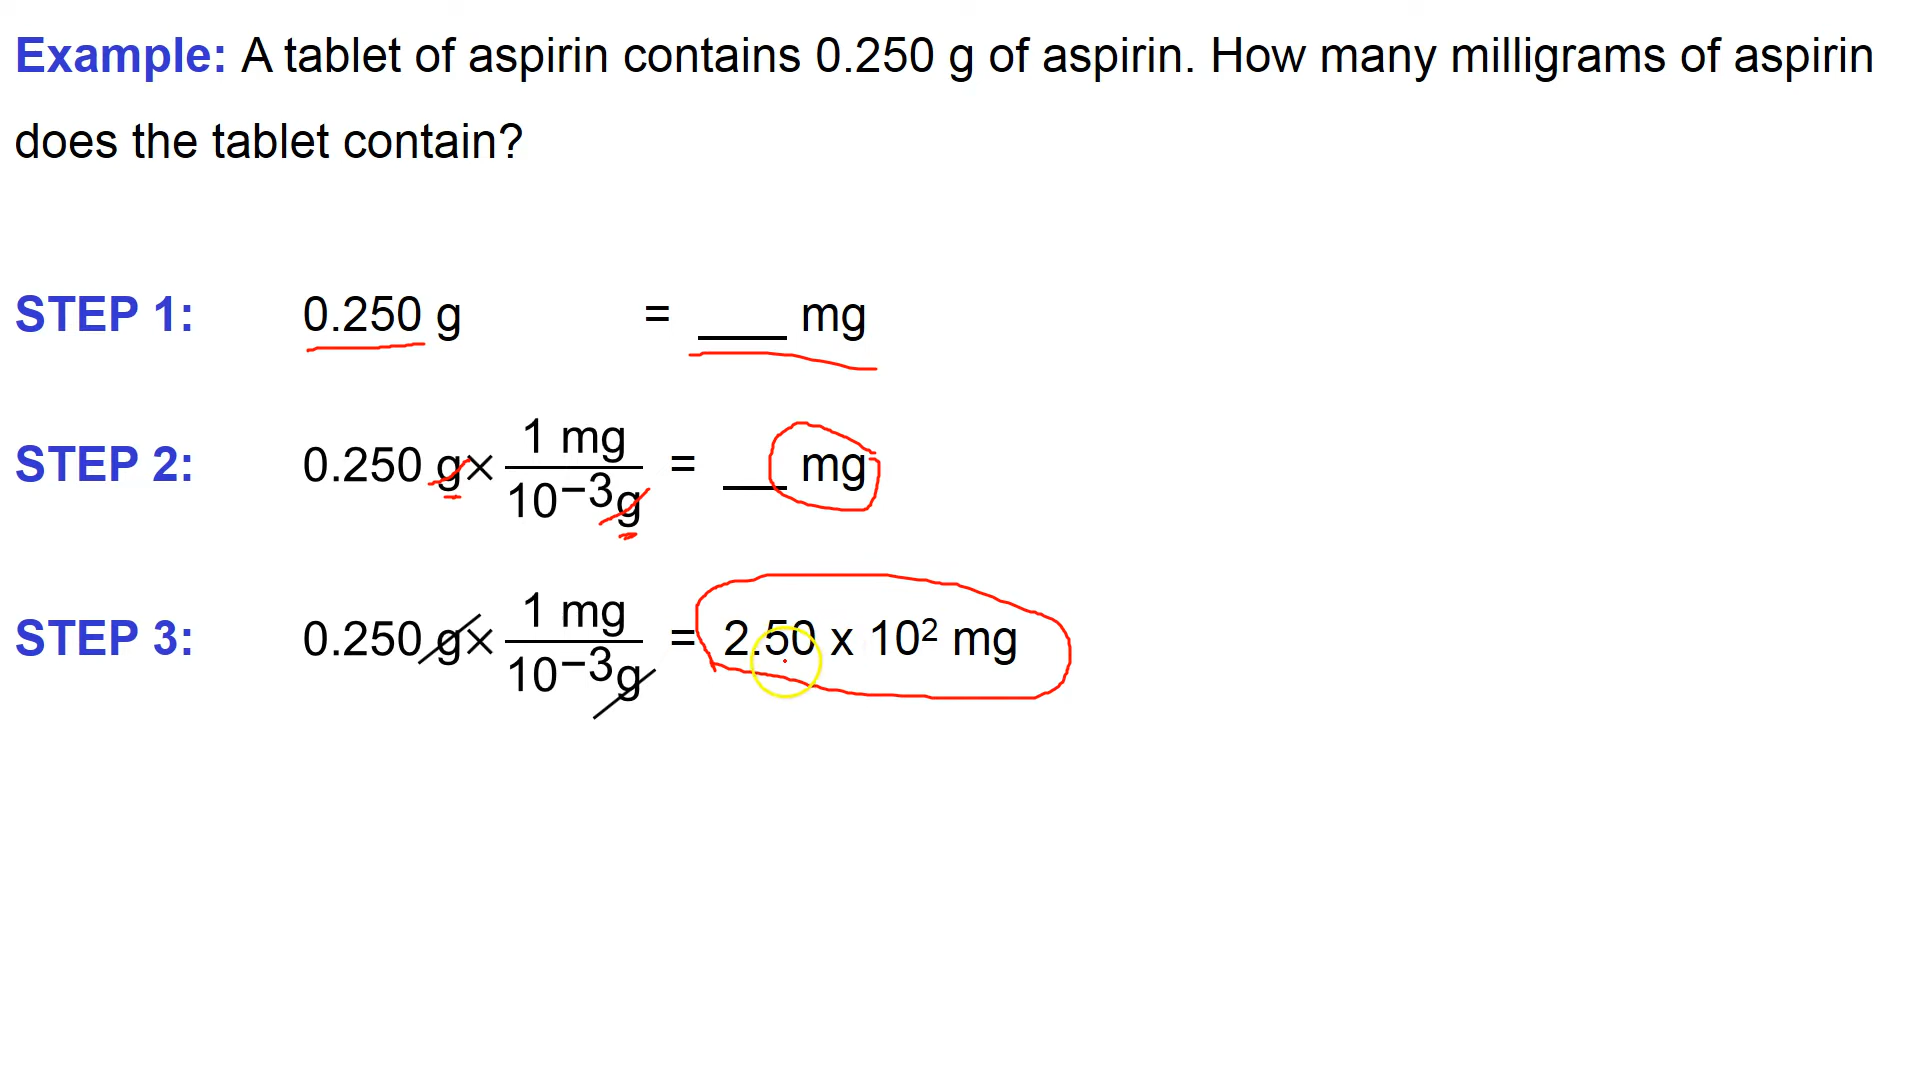 Example: A tablet of aspirin contains 0.250 g of aspirin. How many milligrams of aspirin
does the tablet contain?
STEP 1: 0.250 g = ____ mg
STEP 2: 0.250 g × 1 mg / 10⁻³g = ___ mg
STEP 3: 0.250 g × 1 mg / 10⁻³g = 2.50 x 10² mg